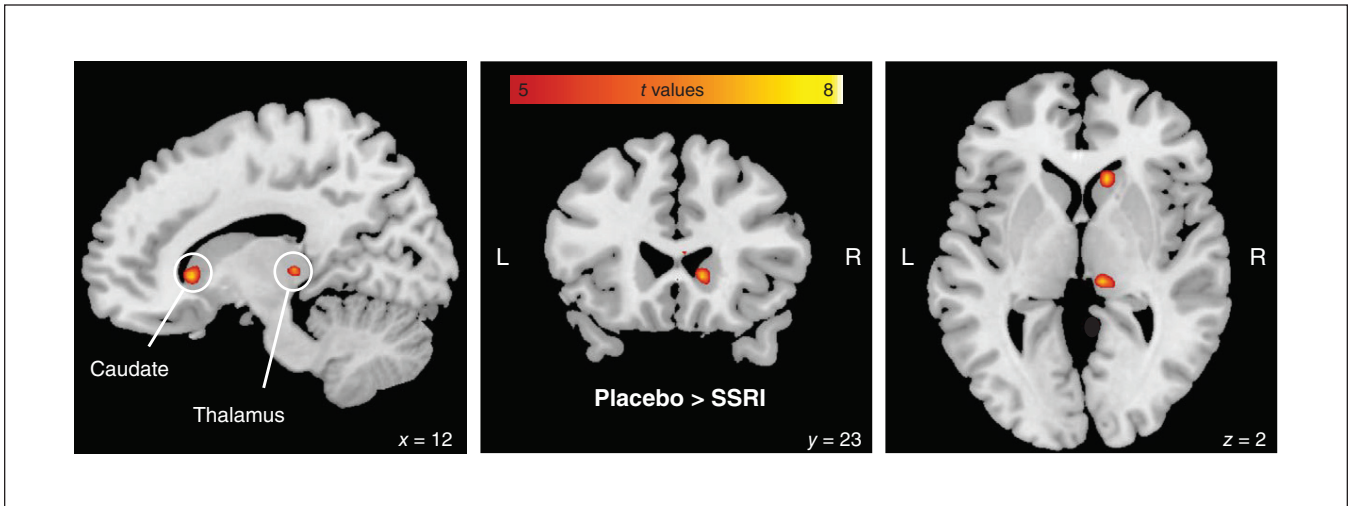 Caudate
Thalamus
x = 12
5 t values 8
L R
Placebo > SSRI
y = 23
L R
z = 2